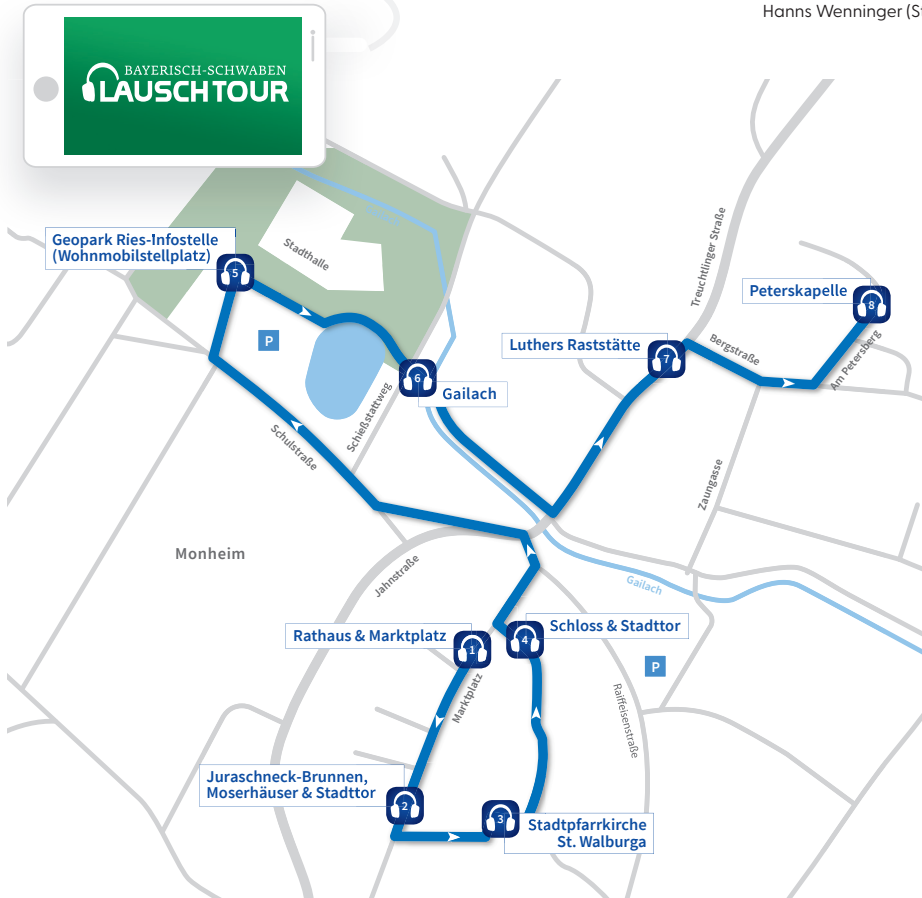 Hanns Wenninger (St
BAYERISCH-SCHWABEN
LAUSCHTOUR
Geopark Ries-Infostelle
(Wohnmobilstellplatz)
5
Stadthalle
P
Treuchtlinger Straße
Peterskapelle
8
Luthers Raststätte
7
Bergstraße
Am Petersberg
6
Gailach
Schießstattweg
Schulstraße
Zaungasse
Monheim
Jahnstraße
Gailach
Rathaus & Marktplatz
1
Schloss & Stadttor
4
P
Marktplatz
Raiffeisenstraße
Juraschneck-Brunnen,
Moserhäuser & Stadttor
2
3
Stadtpfarrkirche
St. Walburga